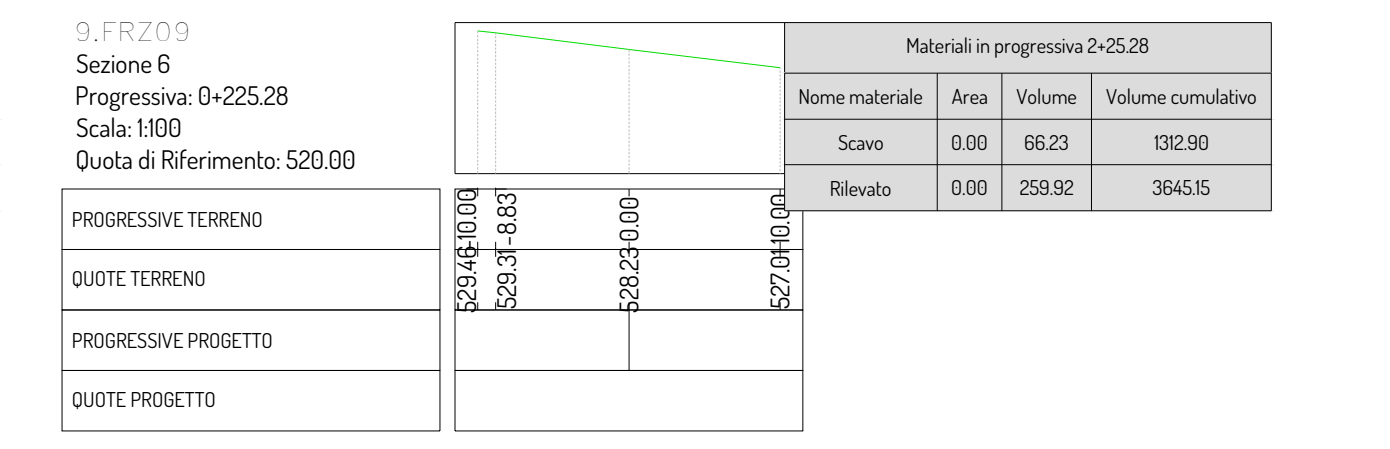 9.FRZ09
Sezione 6
Progressiva: 0+225.28
Scala: 1:100
Quota di Riferimento: 520.00
Materiali in progressiva 2+25.28
Nome materiale Area Volume Volume cumulativo
Scavo 0.00 66.23 1312.90
Rilevato 0.00 259.92 3645.15
PROGRESSIVE TERRENO -10.00 -8.83 0.00 10.00
QUOTE TERRENO 529.46 529.31 528.23 527.01
PROGRESSIVE PROGETTO
QUOTE PROGETTO